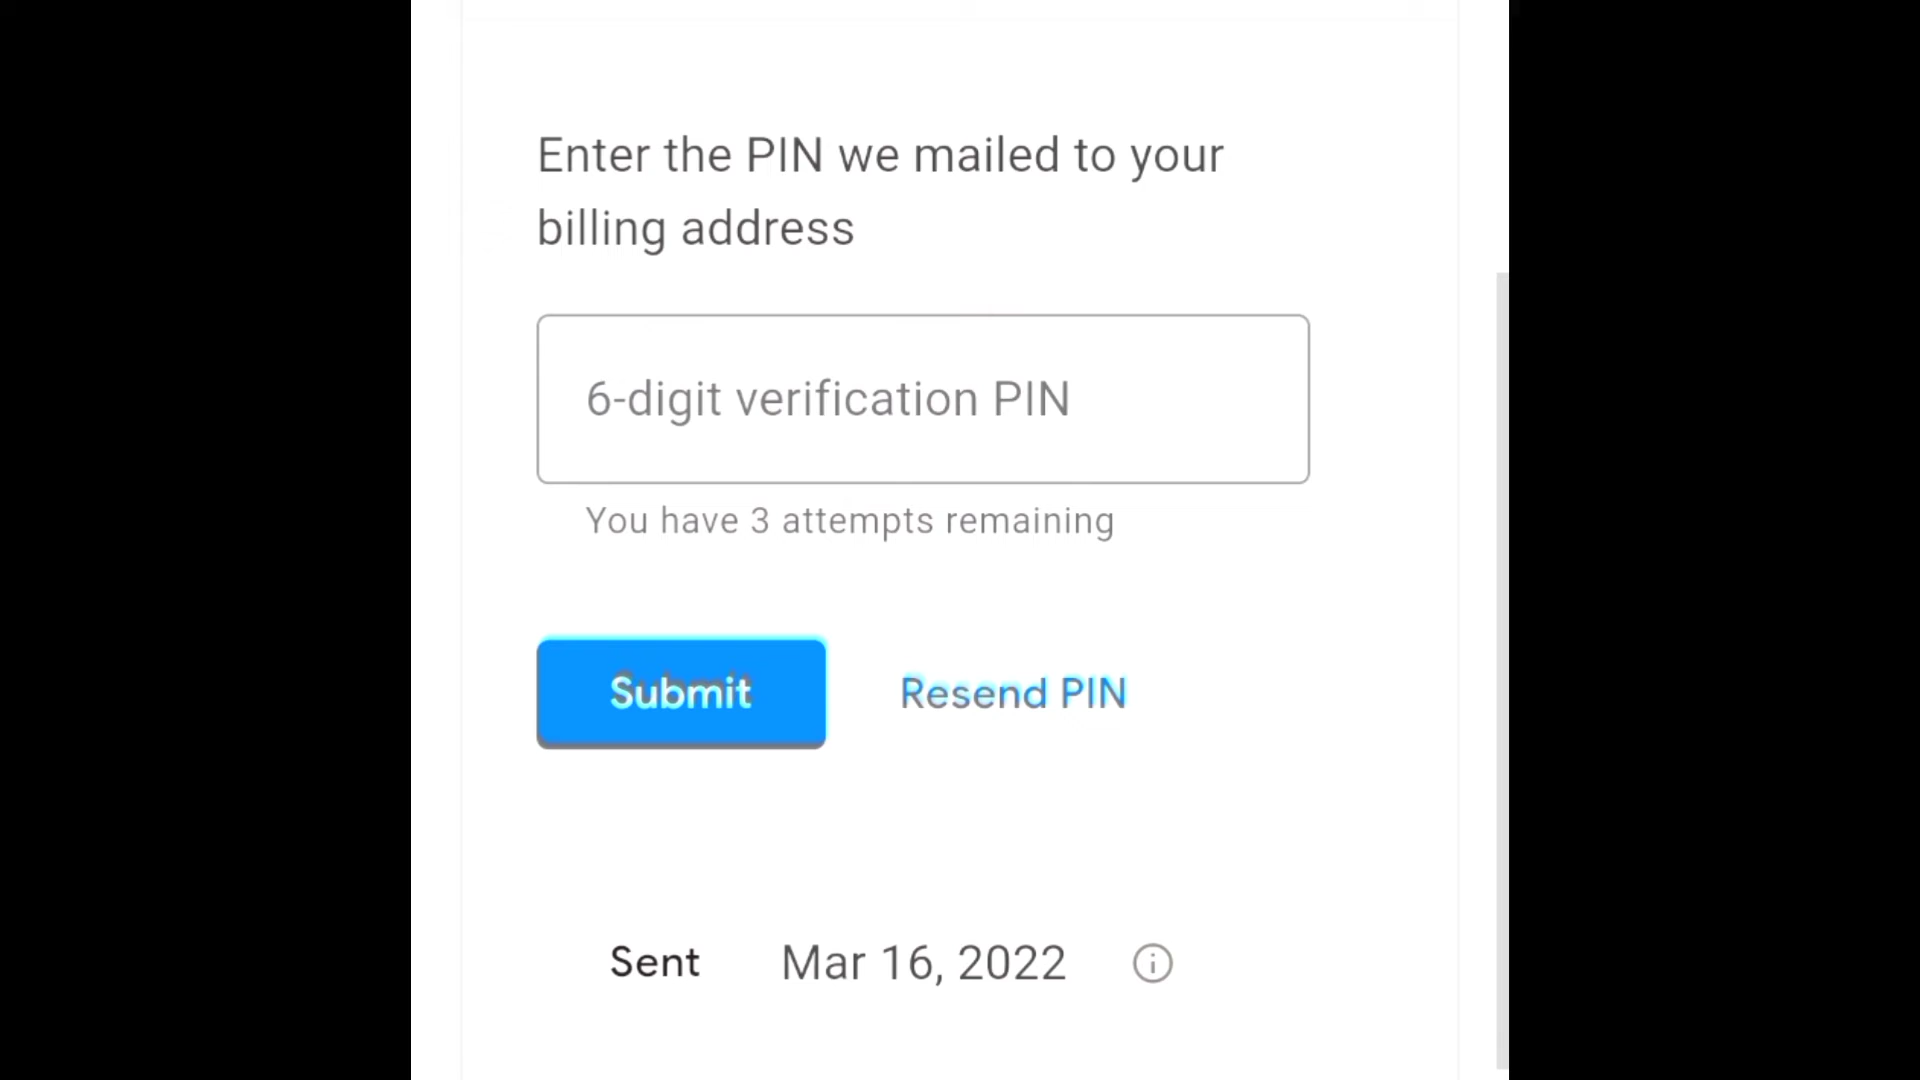 Enter the PIN we mailed to your
billing address
6-digit verification PIN
You have 3 attempts remaining
Submit Resend PIN
Sent Mar 16, 2022